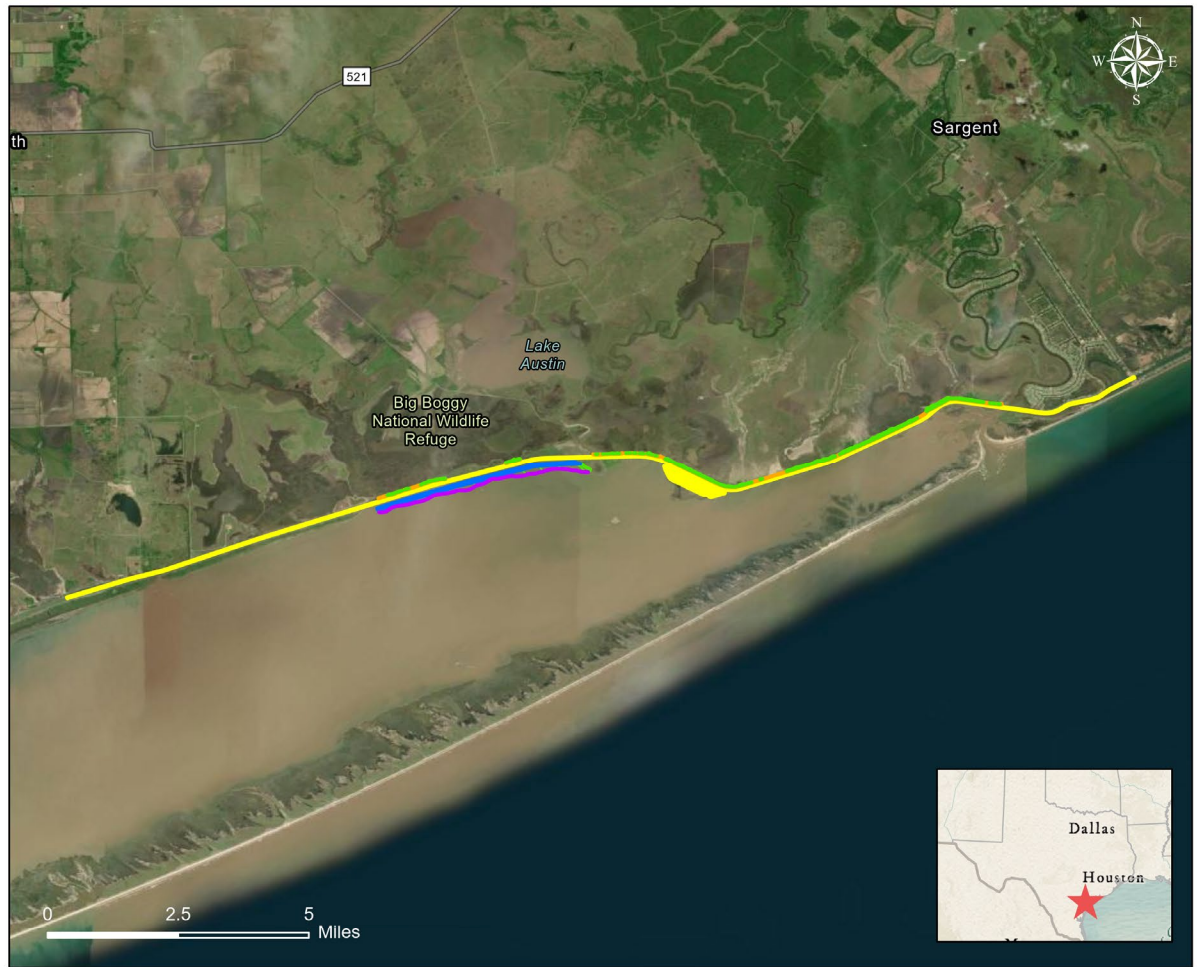 N
W E
S
521
th
Sargent
Lake
Austin
Big Boggy
National Wildlife
Refuge
Dallas
Houston
0 2.5 5
MIles